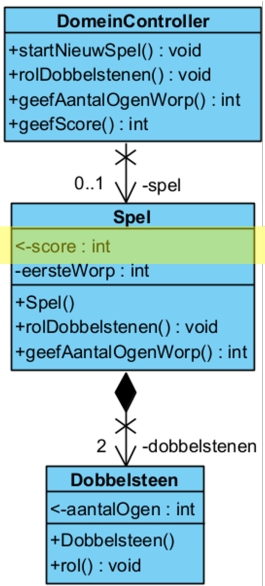 DomeinController
+startNieuwSpel() : void
+rolDobbelstenen() : void
+geefAantalOgenWorp() : int
+geefScore() : int
0..1 -spel
Spel
<-score : int
-eersteWorp : int
+Spel()
+rolDobbelstenen() : void
+geefAantalOgenWorp() : int
2 -dobbelstenen
Dobbelsteen
<-aantalOgen : int
+Dobbelsteen()
+rol() : void